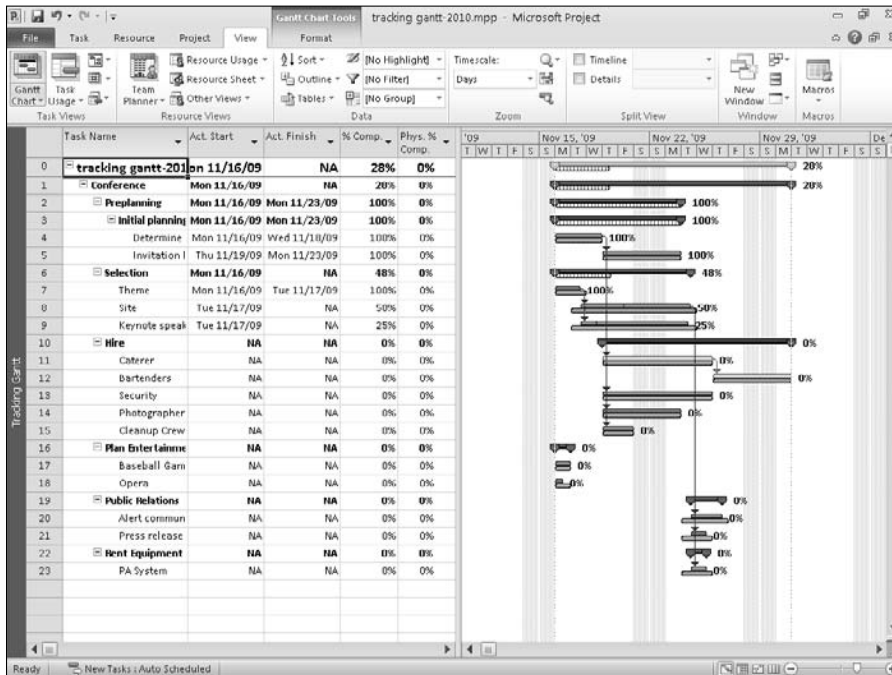 Gantt Chart Tools
tracking gantt-2010.mpp - Microsoft Project
File Task Resource Project View Format
Gantt Chart
Task Usage
Team Planner
Resource Usage
Resource Sheet
Other Views
Sort
Outline
Tables
[No Highlight]
[No Filter]
[No Group]
Timescale:
Days
Timeline
Details
New Window
Macros
Task Views Resource Views Data Zoom Split View Window Macros
Task Name Act. Start Act. Finish % Comp. Phys. % Comp.
'09 Nov 15, '09 Nov 22, '09 Nov 29, '09 De
T W T F S S M T W T F S S M T W T F S S M T W T F S S
0 tracking gantt-201 on 11/16/09 NA 28% 0% 20%
1 Conference Mon 11/16/09 NA 28% 0% 20%
2 Preplanning Mon 11/16/09 Mon 11/23/09 100% 0% 100%
3 Initial planning Mon 11/16/09 Mon 11/23/09 100% 0% 100%
4 Determine Mon 11/16/09 Wed 11/18/09 100% 0% 100%
5 Invitation l Thu 11/19/09 Mon 11/23/09 100% 0% 100%
6 Selection Mon 11/16/09 NA 48% 0% 48%
7 Theme Mon 11/16/09 Tue 11/17/09 100% 0% 100%
8 Site Tue 11/17/09 NA 50% 0% 50%
9 Keynote speak Tue 11/17/09 NA 25% 0% 25%
10 Hire NA NA 0% 0% 0%
11 Caterer NA NA 0% 0% 0%
12 Bartenders NA NA 0% 0% 0%
13 Security NA NA 0% 0% 0%
14 Photographer NA NA 0% 0% 0%
15 Cleanup Crew NA NA 0% 0% 0%
16 Plan Entertainme NA NA 0% 0% 0%
17 Baseball Gam NA NA 0% 0% 0%
18 Opera NA NA 0% 0% 0%
19 Public Relations NA NA 0% 0% 0%
20 Alert commun NA NA 0% 0% 0%
21 Press release NA NA 0% 0% 0%
22 Rent Equipment NA NA 0% 0% 0%
23 PA System NA NA 0% 0% 0%
Tracking Gantt
Ready New Tasks : Auto Scheduled